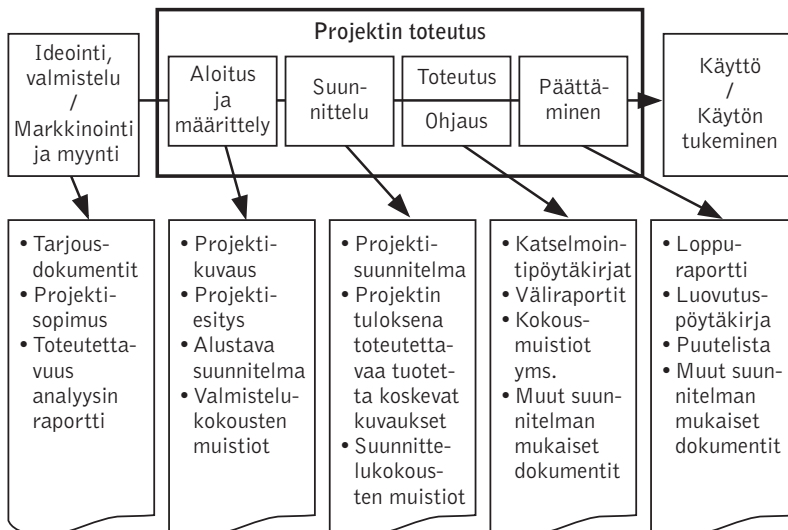 Projektin toteutus
Ideointi,
valmistelu
/
Markkinointi
ja myynti
Aloitus
ja
määrittely
Suun-
nittelu
Toteutus
Ohjaus
Päättä-
minen
Käyttö
/
Käytön
tukeminen
• Tarjous-
dokumentit
• Projekti-
sopimus
• Toteutetta-
vuus
analyysin
raportti
• Projekti-
kuvaus
• Projekti-
esitys
• Alustava
suunnitelma
• Valmistelu-
kokousten
muistiot
• Projekti-
suunnitelma
• Projektin
tuloksena
toteutetta-
vaa tuotet-
ta koskevat
kuvaukset
• Suunnitte-
lukokous-
ten muistiot
• Katselmoin-
tipöytäkirjat
• Väliraportit
• Kokous-
muistiot
yms.
• Muut suun-
nitelman
mukaiset
dokumentit
• Loppu-
raportti
• Luovutus-
pöytäkirja
• Puutelista
• Muut suun-
nitelman
mukaiset
dokumentit